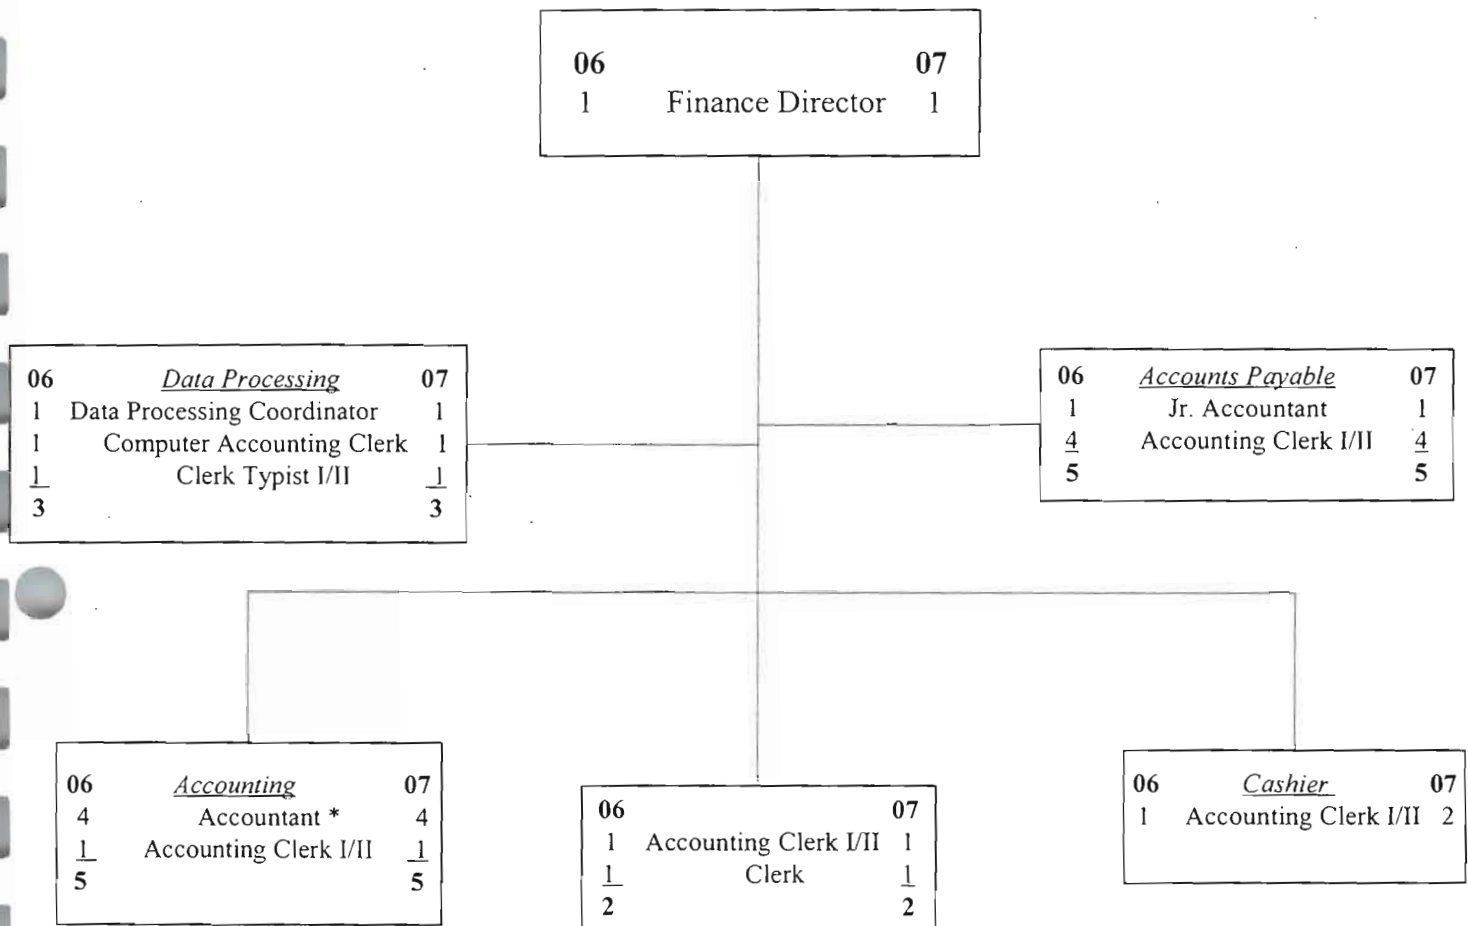 06 07
1 Finance Director 1
06 Data Processing 07
1 Data Processing Coordinator 1
1 Computer Accounting Clerk 1
1 Clerk Typist I/II 1
3 3
06 Accounts Payable 07
1 Jr. Accountant 1
4 Accounting Clerk I/II 4
5 5
06 Accounting 07
4 Accountant * 4
1 Accounting Clerk I/II 1
5 5
06 07
1 Accounting Clerk I/II 1
1 Clerk 1
2 2
06 Cashier 07
1 Accounting Clerk I/II 2